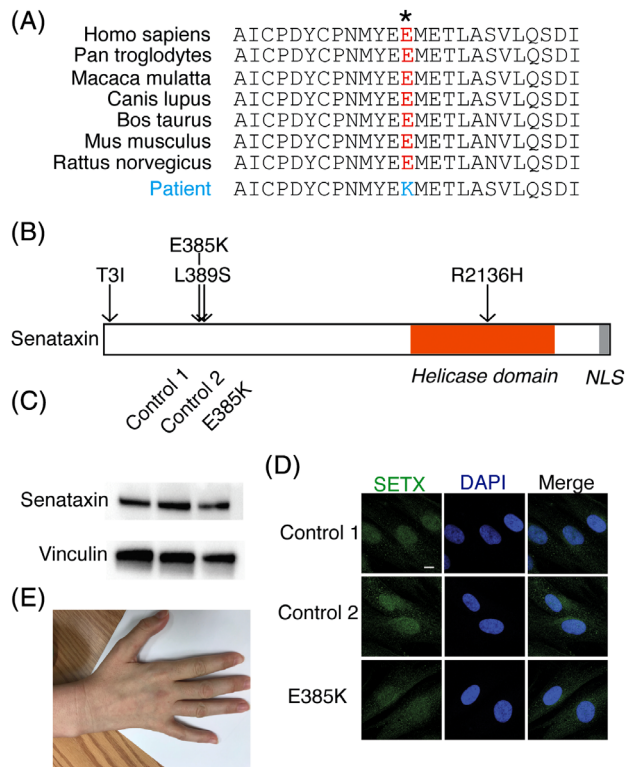 (A)
*
Homo sapiens AICPDYCPNMYEEMETLASVLQSDI
Pan troglodytes AICPDYCPNMYEEMETLASVLQSDI
Macaca mulatta AICPDYCPNMYEEMETLASVLQSDI
Canis lupus AICPDYCPNMYEEMETLASVLQSDI
Bos taurus AICPDYCPNMYEEMETLANVLQSDI
Mus musculus AICPDYCPNMYEEMETLANVLQSDI
Rattus norvegicus AICPDYCPNMYEEMETLANVLQSDI
Patient AICPDYCPNMYEKMETLASVLQSDI
(B)
E385K
T3I L389S R2136H
Senataxin
Helicase domain NLS
(C)
Control 1 Control 2 E385K
Senataxin
Vinculin
(D)
SETX DAPI Merge
Control 1
Control 2
E385K
(E)